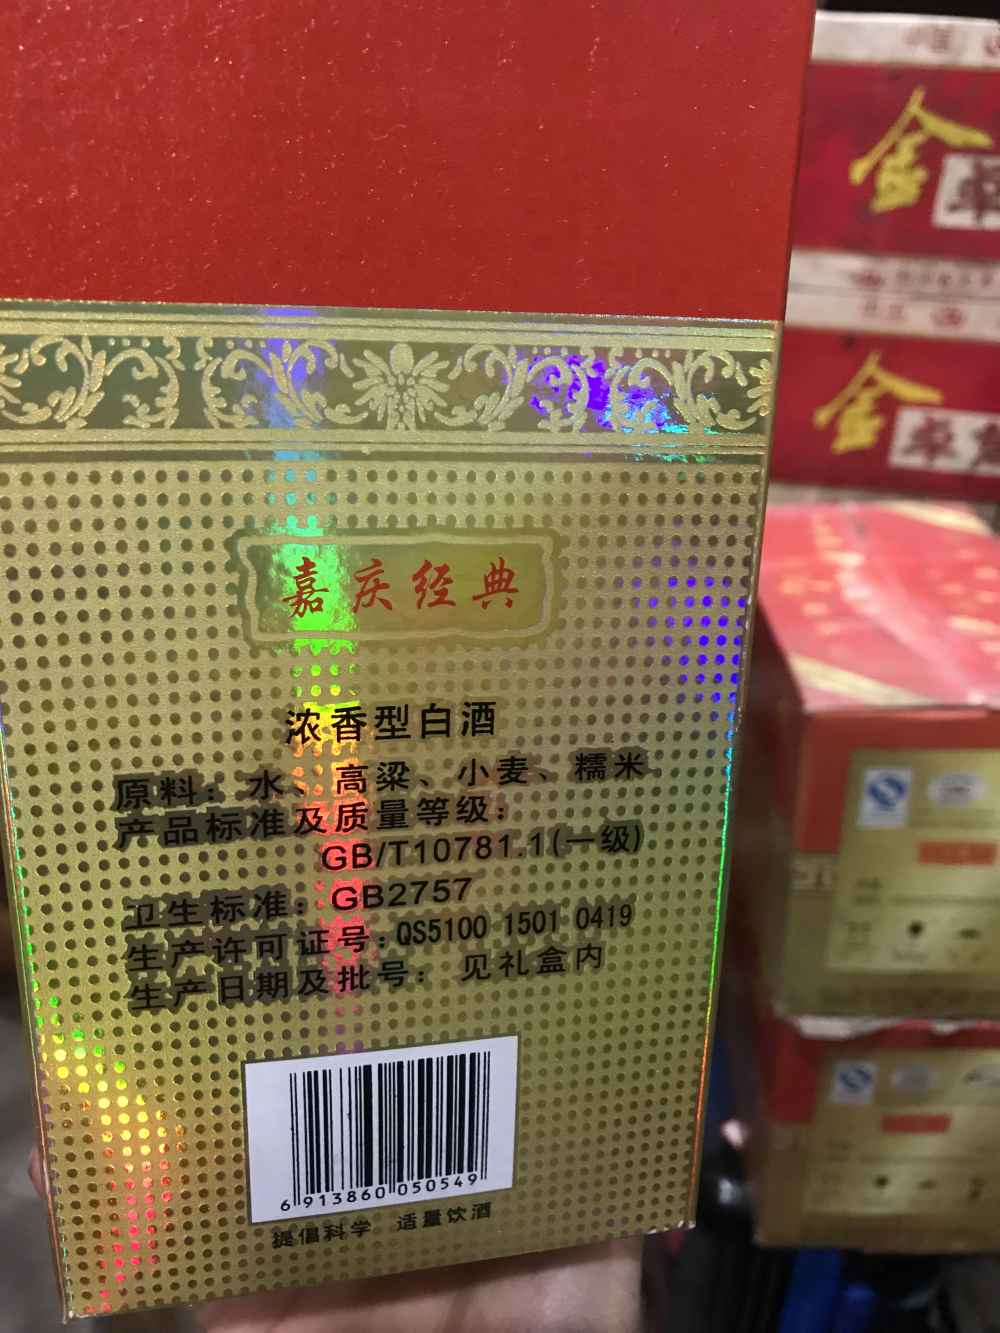 嘉庆经典
浓香型白酒
原料：水、高粱、小麦、糯米
产品标准及质量等级：
GB/T10781.1(一级)
卫生标准：GB2757
生产许可证号：QS5100 1501 0419
生产日期及批号：见礼盒内
6 913860 050549
提倡科学 适量饮酒
金
金